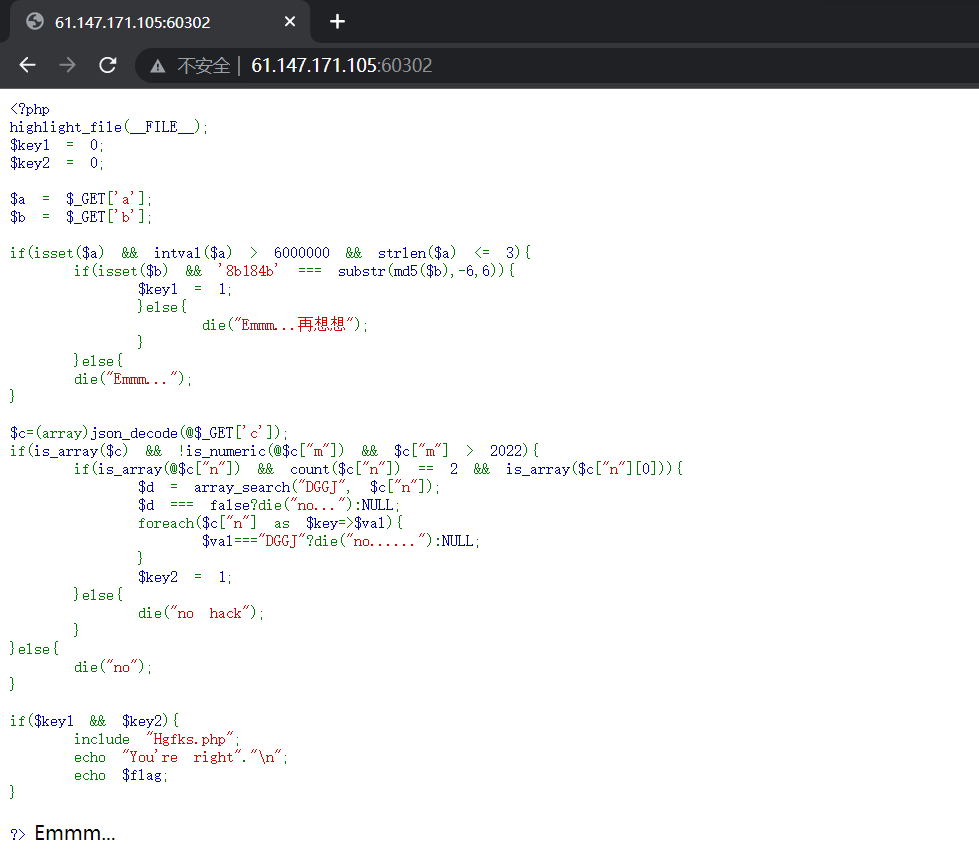 61.147.171.105:60302
不安全 | 61.147.171.105:60302
<?php
highlight_file(__FILE__);
$key1 = 0;
$key2 = 0;

$a = $_GET['a'];
$b = $_GET['b'];

if(isset($a) && intval($a) > 6000000 && strlen($a) <= 3){
        if(isset($b) && '8b184b' === substr(md5($b),-6,6)){
                $key1 = 1;
                }else{
                        die("Emmm...再想想");
                }
        }else{
        die("Emmm...");
}

$c=(array)json_decode(@$_GET['c']);
if(is_array($c) && !is_numeric(@$c["m"]) && $c["m"] > 2022){
        if(is_array(@$c["n"]) && count($c["n"]) == 2 && is_array($c["n"][0])){
                $d = array_search("DGGJ", $c["n"]);
                $d === false?die("no..."):NULL;
                foreach($c["n"] as $key=>$val){
                        $val==="DGGJ"?die("no......"):NULL;
                }
                $key2 = 1;
        }else{
                die("no hack");
        }
}else{
        die("no");
}

if($key1 && $key2){
        include "Hgfks.php";
        echo "You're right"."\n";
        echo $flag;
}

?> Emmm...